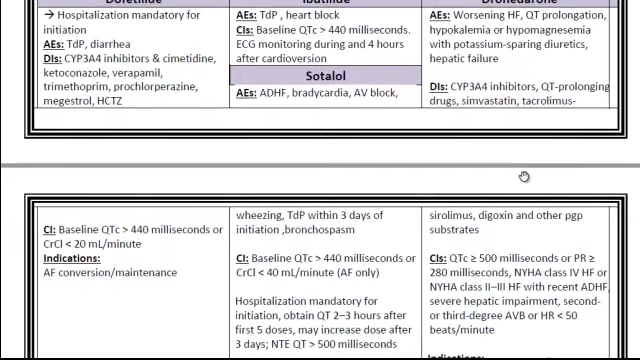 Dofetilide
→ Hospitalization mandatory for
initiation
AEs: TdP, diarrhea
DIs: CYP3A4 inhibitors & cimetidine,
ketoconazole, verapamil,
trimethoprim, prochlorperazine,
megestrol, HCTZ
Ibutilide
AEs: TdP , heart block
CIs: Baseline QTc > 440 milliseconds.
ECG monitoring during and 4 hours
after cardioversion
Sotalol
AEs: ADHF, bradycardia, AV block,
Dronedarone
AEs: Worsening HF, QT prolongation,
hypokalemia or hypomagnesemia
with potassium-sparing diuretics,
hepatic failure
DIs: CYP3A4 inhibitors, QT-prolonging
drugs, simvastatin, tacrolimus-
CI: Baseline QTc > 440 milliseconds or
CrCl < 20 mL/minute
Indications:
AF conversion/maintenance
wheezing, TdP within 3 days of
initiation ,bronchospasm
CI: Baseline QTc > 440 milliseconds or
CrCl < 40 mL/minute (AF only)
Hospitalization mandatory for
initiation, obtain QT 2–3 hours after
first 5 doses, may increase dose after
3 days; NTE QT > 500 milliseconds
sirolimus, digoxin and other pgp
substrates
CIs: QTc ≥ 500 milliseconds or PR ≥
280 milliseconds, NYHA class IV HF or
NYHA class II–III HF with recent ADHF,
severe hepatic impairment, second-
or third-degree AVB or HR < 50
beats/minute
Indications: